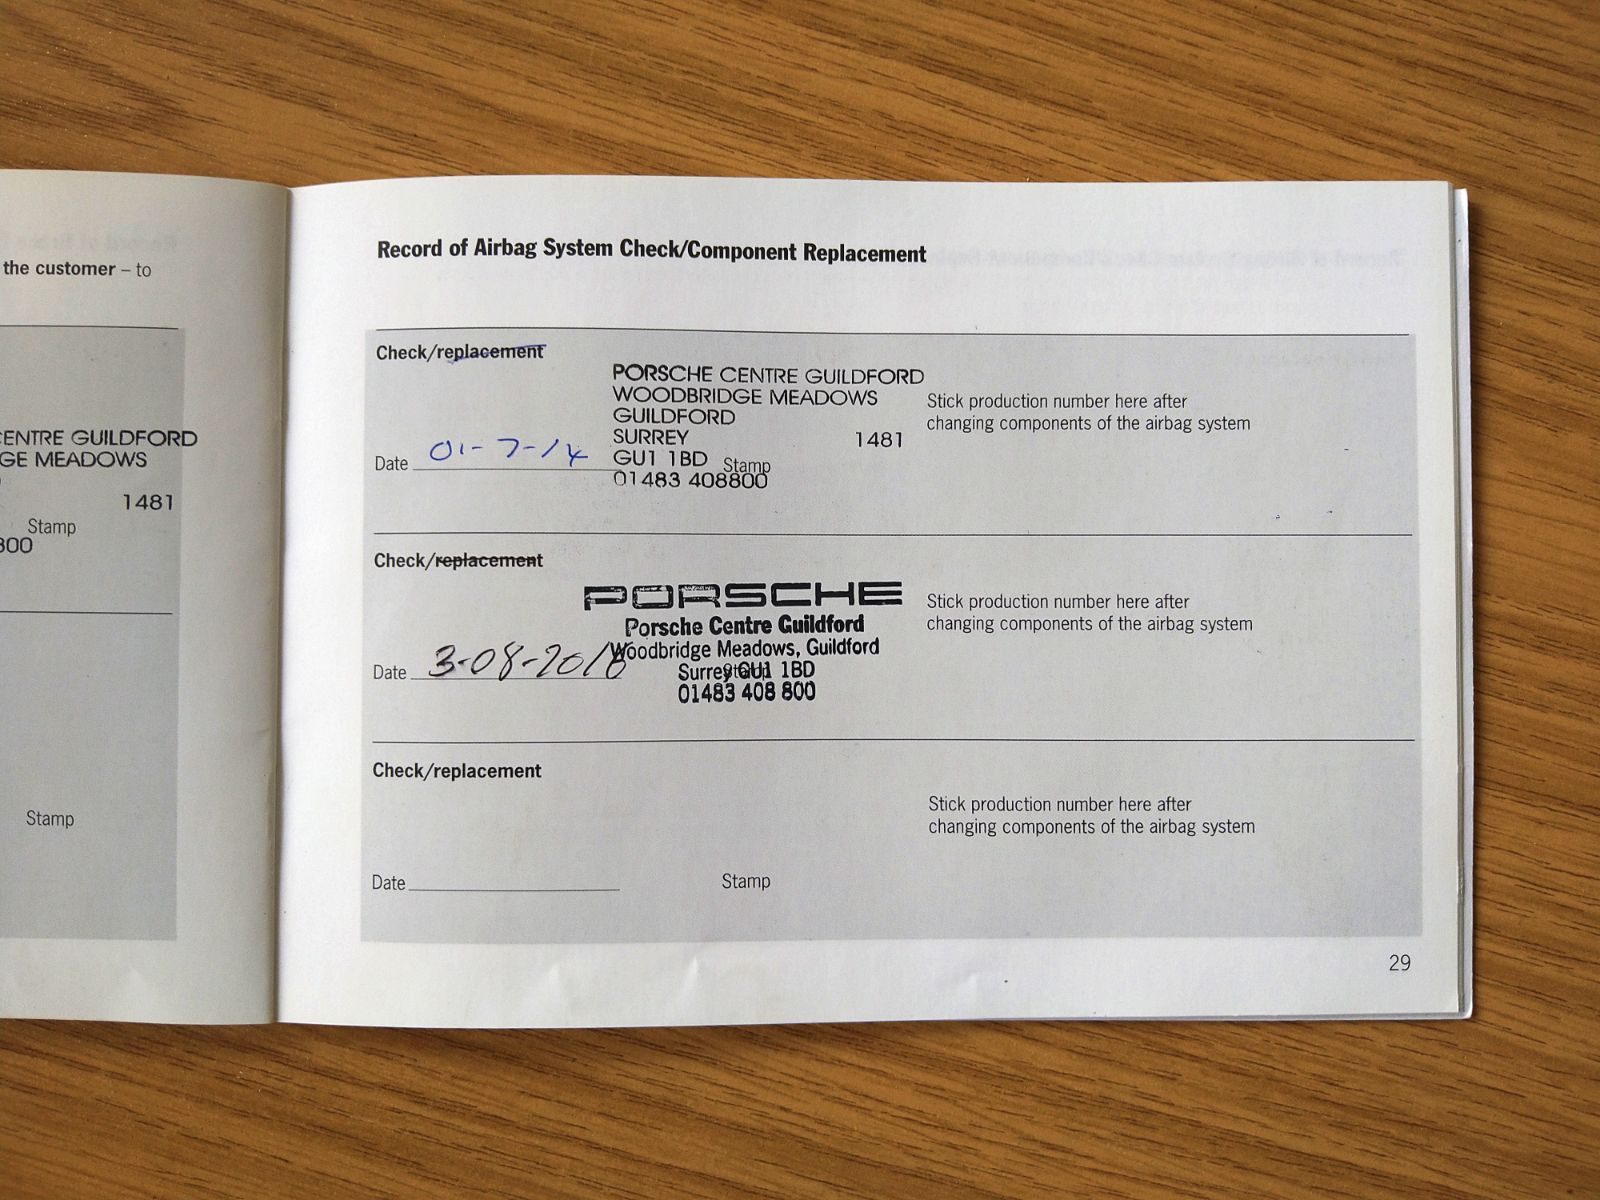 the customer – to
ENTRE GUILDFORD
GE MEADOWS
1481
Stamp
800
Stamp
Record of Airbag System Check/Component Replacement
Check/replacement
PORSCHE CENTRE GUILDFORD
WOODBRIDGE MEADOWS
GUILDFORD
SURREY 1481
GU1 1BD
01483 408800
Stamp
Date 01-7-14
Stick production number here after
changing components of the airbag system
Check/replacement
PORSCHE
Porsche Centre Guildford
Woodbridge Meadows, Guildford
Surrey GU1 1BD
01483 408 800
Date 3-08-2016
Stick production number here after
changing components of the airbag system
Check/replacement
Stick production number here after
changing components of the airbag system
Date
Stamp
29